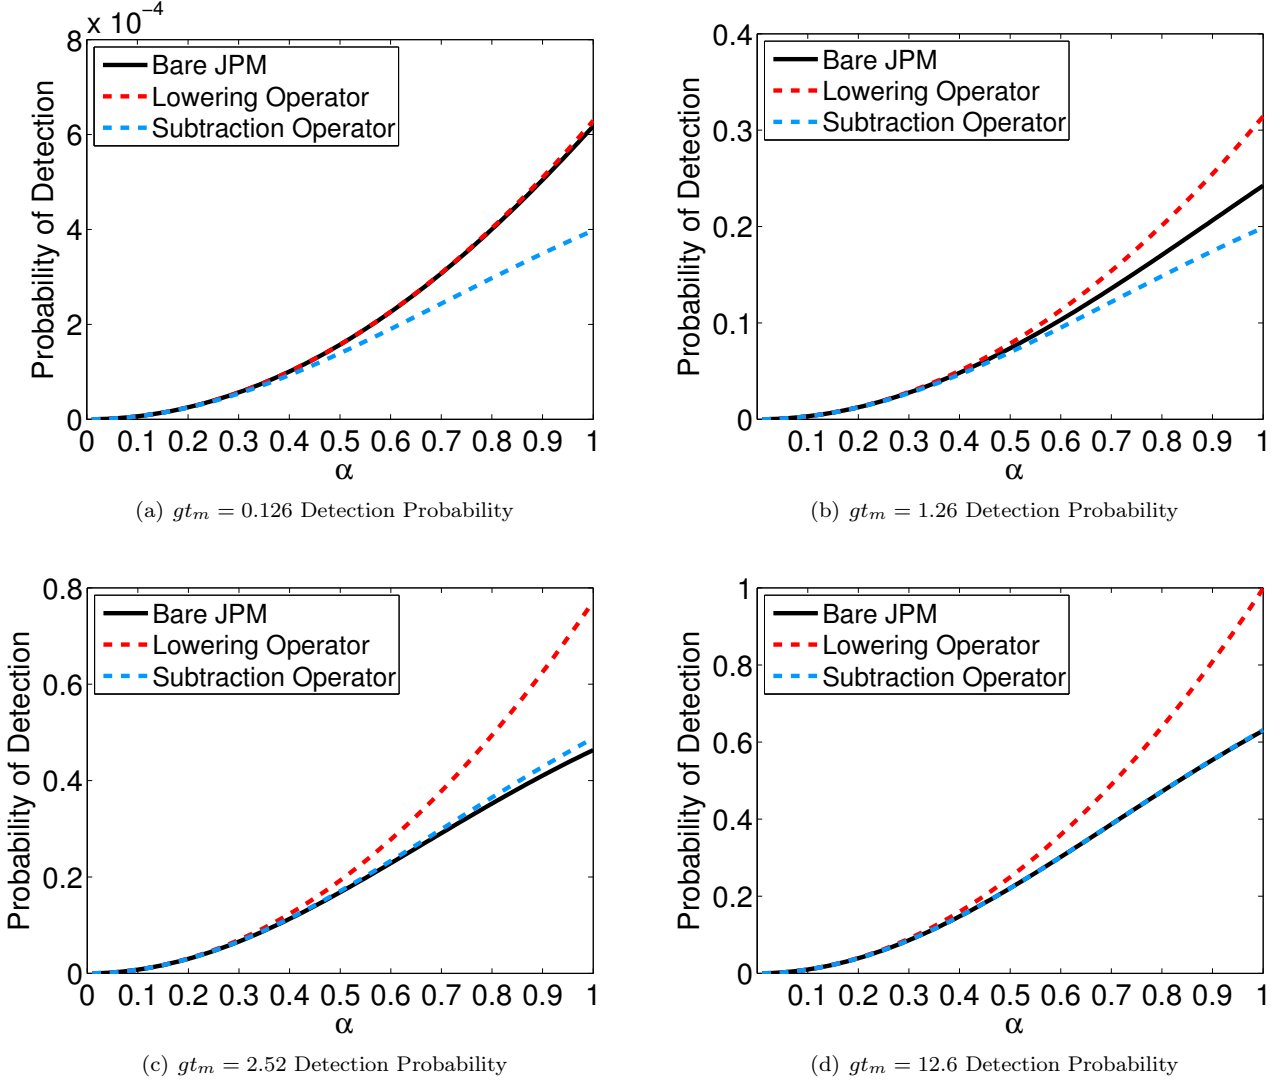 x 10⁻⁴
8
6
4
2
0
Probability of Detection
Bare JPM
Lowering Operator
Subtraction Operator
0 0.1 0.2 0.3 0.4 0.5 0.6 0.7 0.8 0.9 1
α
(a) gtₘ = 0.126 Detection Probability
0.4
0.3
0.2
0.1
0
Probability of Detection
Bare JPM
Lowering Operator
Subtraction Operator
0.1 0.2 0.3 0.4 0.5 0.6 0.7 0.8 0.9 1
α
(b) gtₘ = 1.26 Detection Probability
0.8
0.6
0.4
0.2
0
Probability of Detection
Bare JPM
Lowering Operator
Subtraction Operator
0 0.1 0.2 0.3 0.4 0.5 0.6 0.7 0.8 0.9 1
α
(c) gtₘ = 2.52 Detection Probability
1
0.8
0.6
0.4
0.2
0
Probability of Detection
Bare JPM
Lowering Operator
Subtraction Operator
0.1 0.2 0.3 0.4 0.5 0.6 0.7 0.8 0.9 1
α
(d) gtₘ = 12.6 Detection Probability